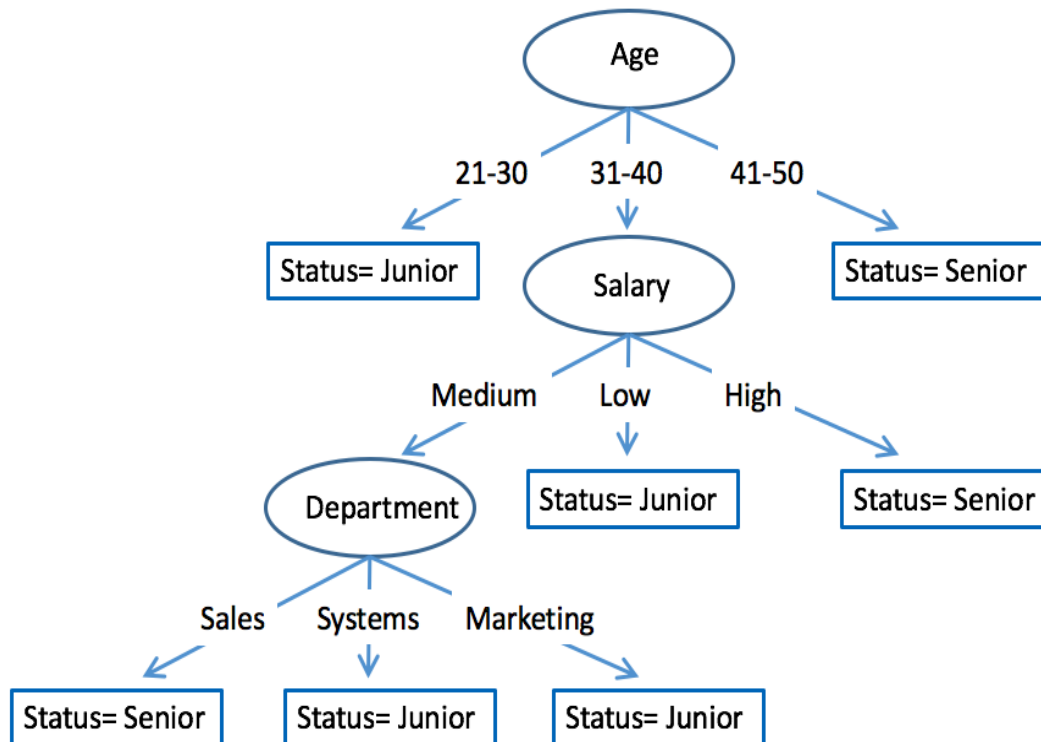 Age
21-30 31-40 41-50
Status= Junior
Salary
Status= Senior
Medium Low High
Department
Status= Junior
Status= Senior
Sales Systems Marketing
Status= Senior
Status= Junior
Status= Junior